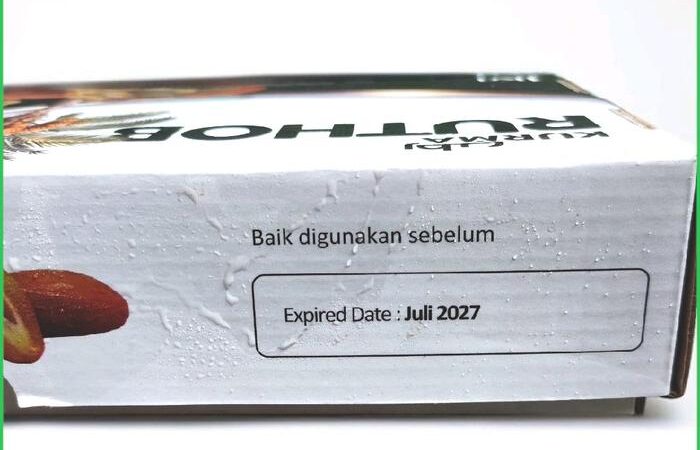 KURMA
RUTHOB
Baik digunakan sebelum
Expired Date : Juli 2027